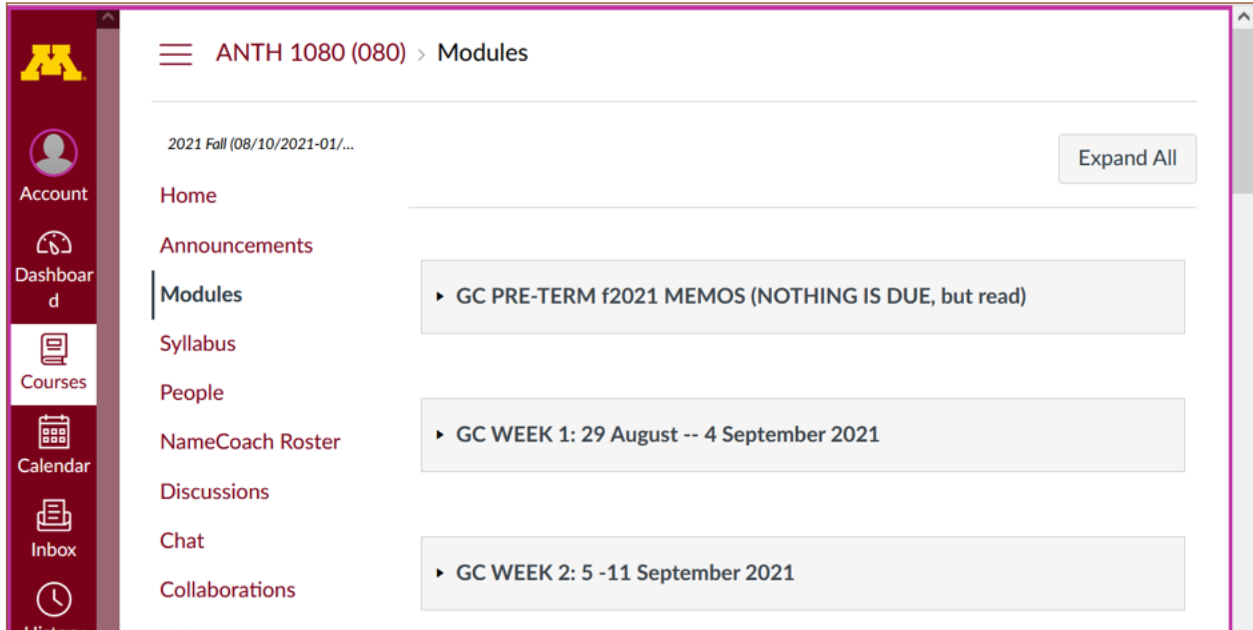 M
ANTH 1080 (080) › Modules
Account
Dashboar
d
Courses
Calendar
Inbox
2021 Fall (08/10/2021-01/...
Home
Announcements
Modules
Syllabus
People
NameCoach Roster
Discussions
Chat
Collaborations
Expand All
GC PRE-TERM f2021 MEMOS (NOTHING IS DUE, but read)
GC WEEK 1: 29 August -- 4 September 2021
GC WEEK 2: 5 -11 September 2021